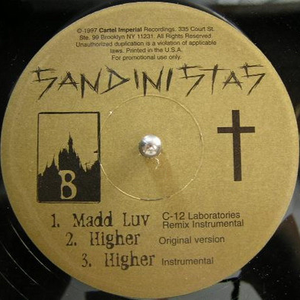 © 1997 Cartel Imperial Recordings, 335 Court St.
Ste. 99 Brooklyn NY 11231. All Rights Reserved
Unauthorized duplication is a violation of applicable
laws. Printed in the U.S.A.
For promotional use only.
SANDINISTAS
B
1. Madd Luv C-12 Laboratories
Remix Instrumental
2. Higher Original version
3. Higher Instrumental